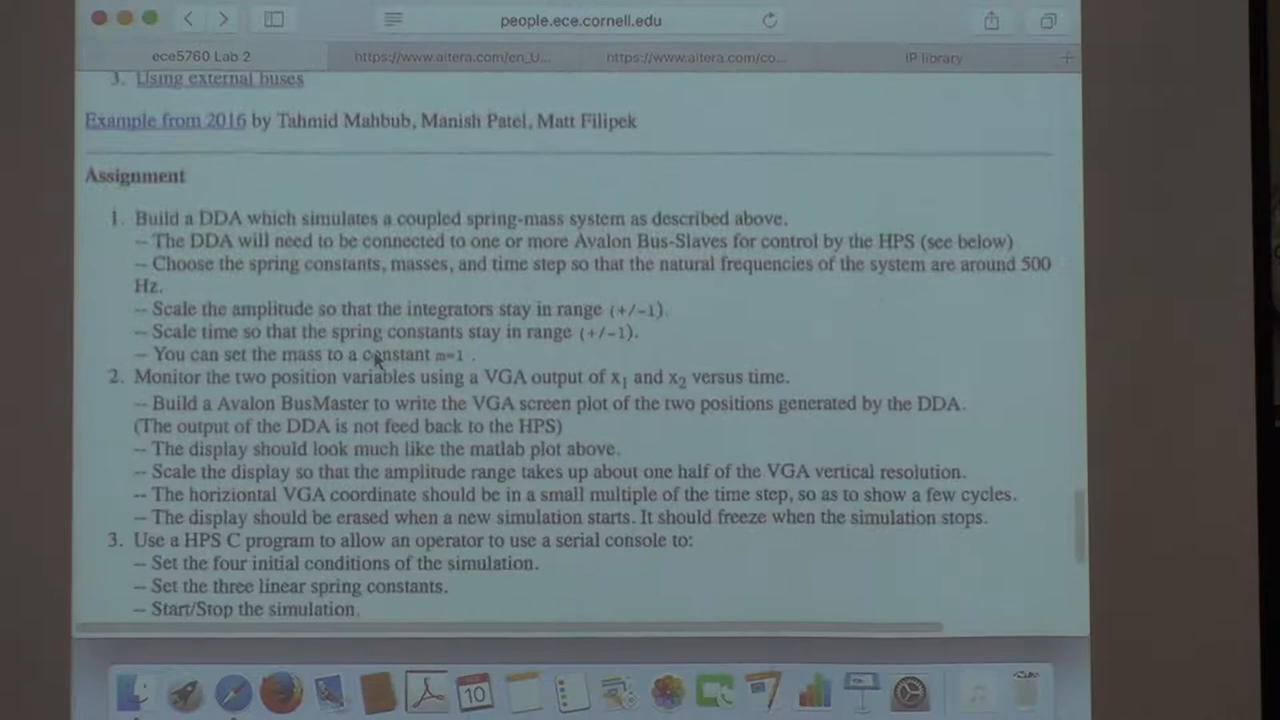 people.ece.cornell.edu
ece5760 Lab 2
https://www.altera.com/en_U...
https://www.altera.com/co...
IP library
3. Using external buses
Example from 2016 by Tahmid Mahbub, Manish Patel, Matt Filipek
Assignment
1. Build a DDA which simulates a coupled spring-mass system as described above.
-- The DDA will need to be connected to one or more Avalon Bus-Slaves for control by the HPS (see below)
-- Choose the spring constants, masses, and time step so that the natural frequencies of the system are around 500
Hz.
-- Scale the amplitude so that the integrators stay in range (+/-1).
-- Scale time so that the spring constants stay in range (+/-1).
-- You can set the mass to a constant m=1 .
2. Monitor the two position variables using a VGA output of x₁ and x₂ versus time.
-- Build a Avalon BusMaster to write the VGA screen plot of the two positions generated by the DDA.
(The output of the DDA is not feed back to the HPS)
-- The display should look much like the matlab plot above.
-- Scale the display so that the amplitude range takes up about one half of the VGA vertical resolution.
-- The horiziontal VGA coordinate should be in a small multiple of the time step, so as to show a few cycles.
-- The display should be erased when a new simulation starts. It should freeze when the simulation stops.
3. Use a HPS C program to allow an operator to use a serial console to:
-- Set the four initial conditions of the simulation.
-- Set the three linear spring constants.
-- Start/Stop the simulation.
10